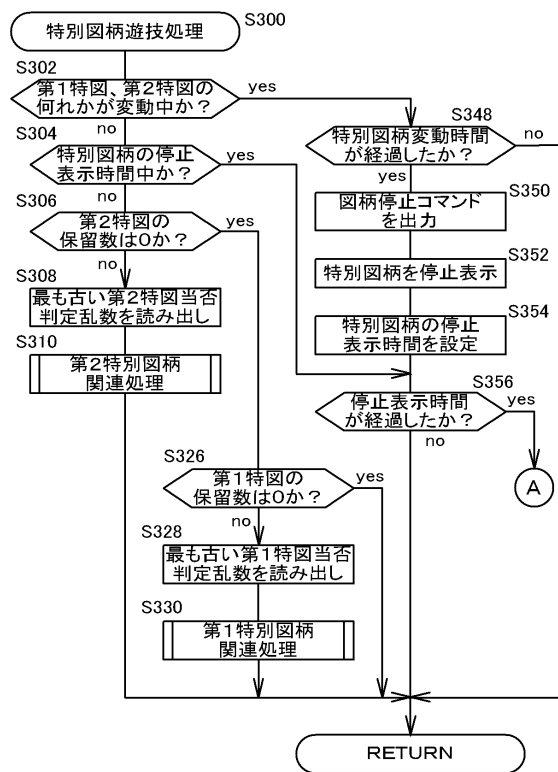 特別図柄遊技処理
S300
S302
第1特図、第2特図の
何れかが変動中か?
yes
no
S304
特別図柄の停止
表示時間中か?
yes
no
S306
第2特図の
保留数は0か?
yes
no
S308
最も古い第2特図当否
判定乱数を読み出し
S310
第2特別図柄
関連処理
S326
第1特図の
保留数は0か?
yes
no
S328
最も古い第1特図当否
判定乱数を読み出し
S330
第1特別図柄
関連処理
S348
特別図柄変動時間
が経過したか?
no
yes
S350
図柄停止コマンド
を出力
S352
特別図柄を停止表示
S354
特別図柄の停止
表示時間を設定
S356
停止表示時間
が経過したか?
yes
no
A
RETURN